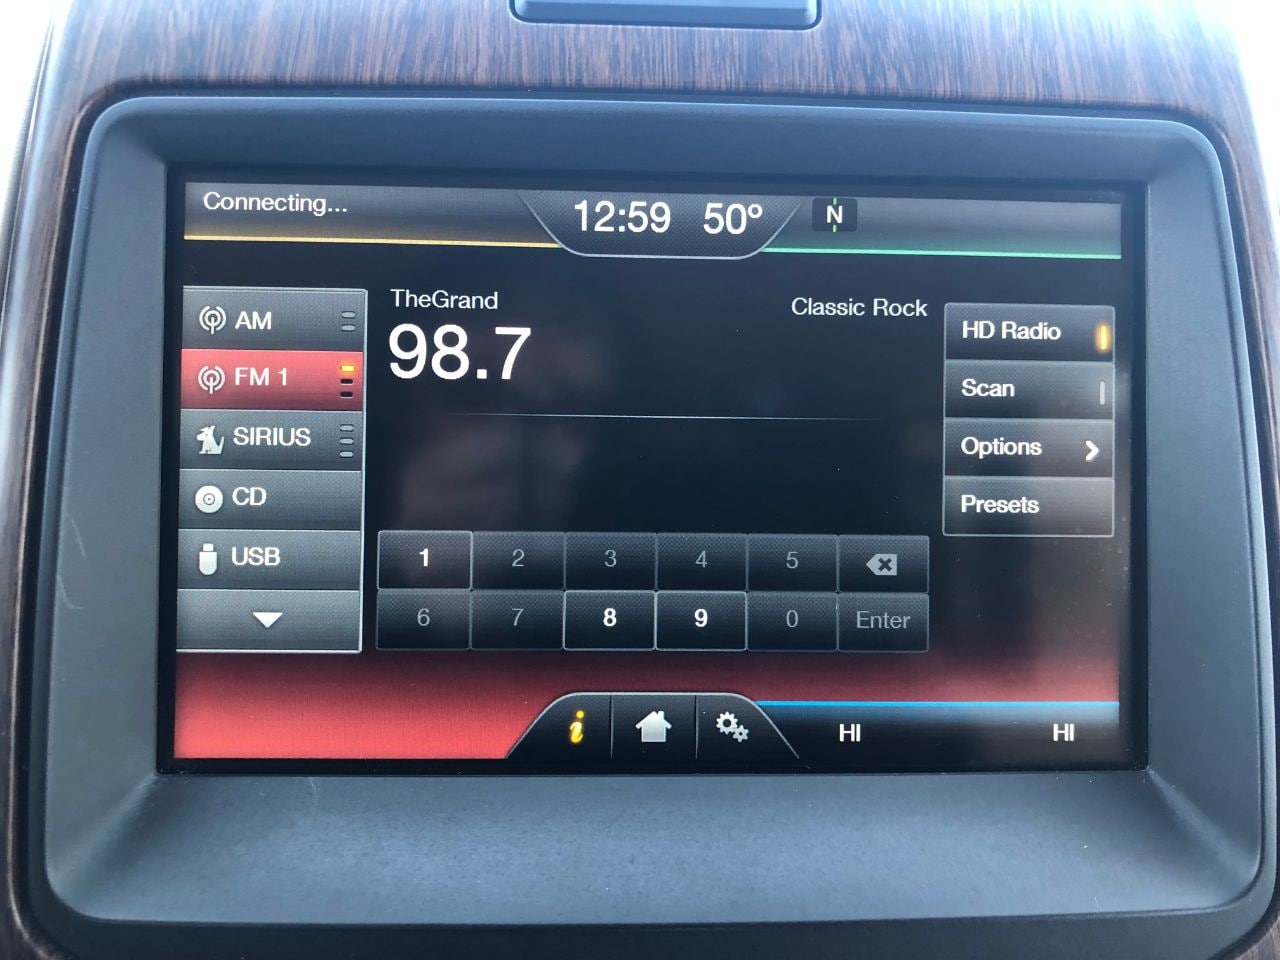 Connecting...
12:59 50º
N
AM
FM 1
SIRIUS
CD
USB
TheGrand
98.7
Classic Rock
HD Radio
Scan
Options
Presets
1 2 3 4 5
6 7 8 9 0 Enter
i
HI HI